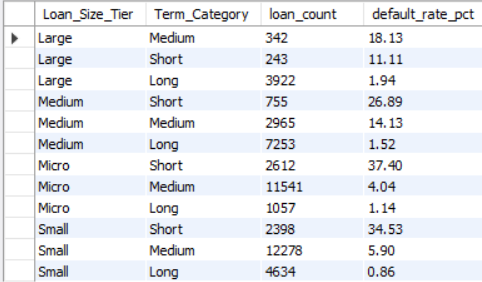 Loan_Size_Tier Term_Category loan_count default_rate_pct
Large Medium 342 18.13
Large Short 243 11.11
Large Long 3922 1.94
Medium Short 755 26.89
Medium Medium 2965 14.13
Medium Long 7253 1.52
Micro Short 2612 37.40
Micro Medium 11541 4.04
Micro Long 1057 1.14
Small Short 2398 34.53
Small Medium 12278 5.90
Small Long 4634 0.86